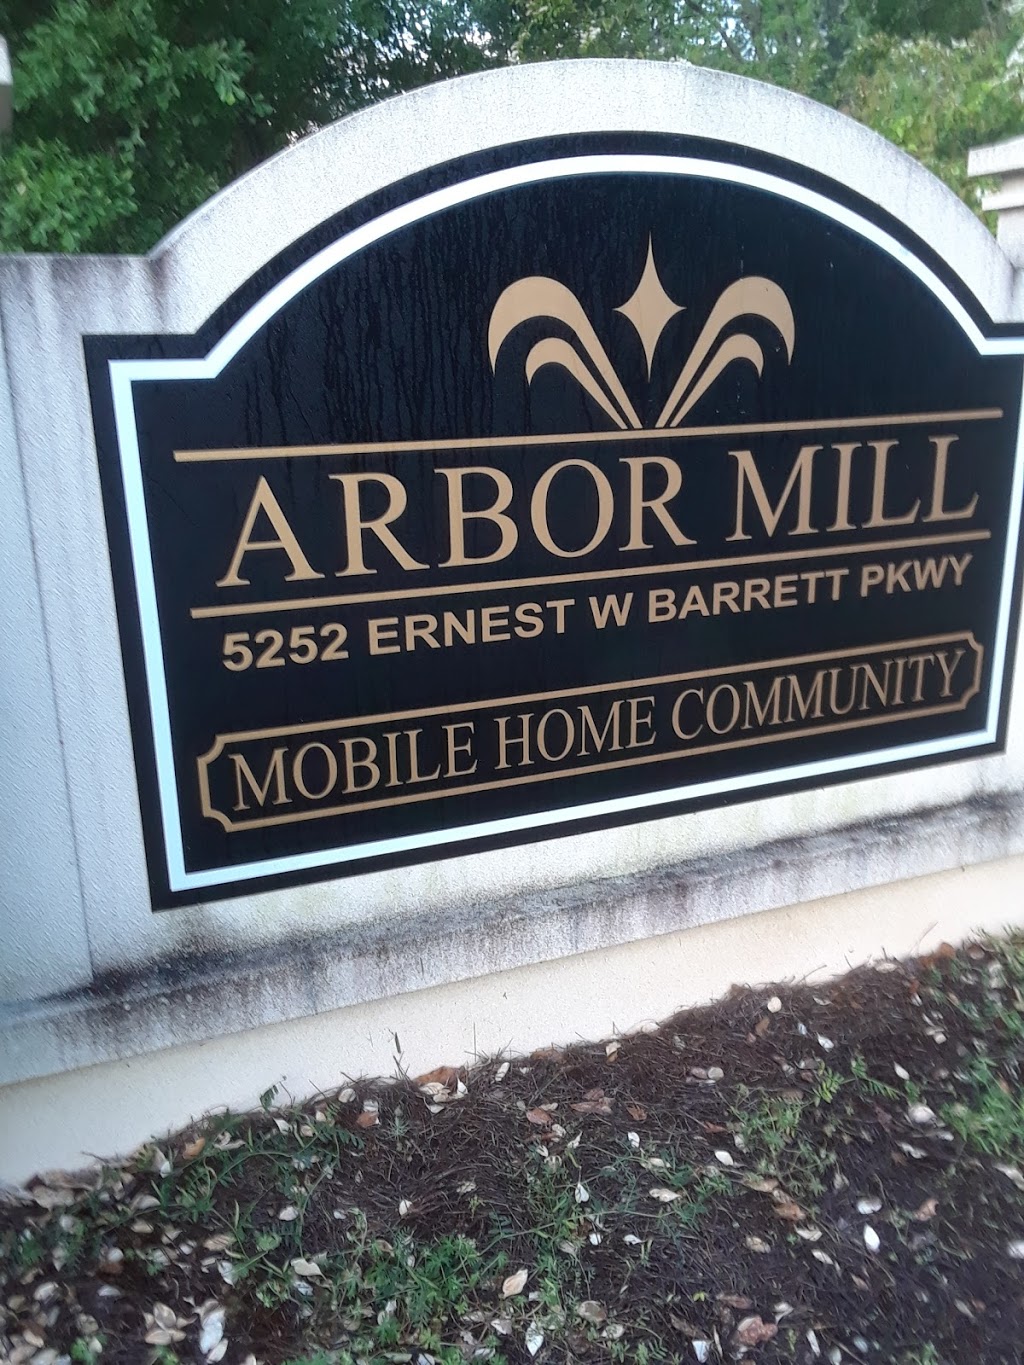 ARBOR MILL
5252 ERNEST W BARRETT PKWY
MOBILE HOME COMMUNITY